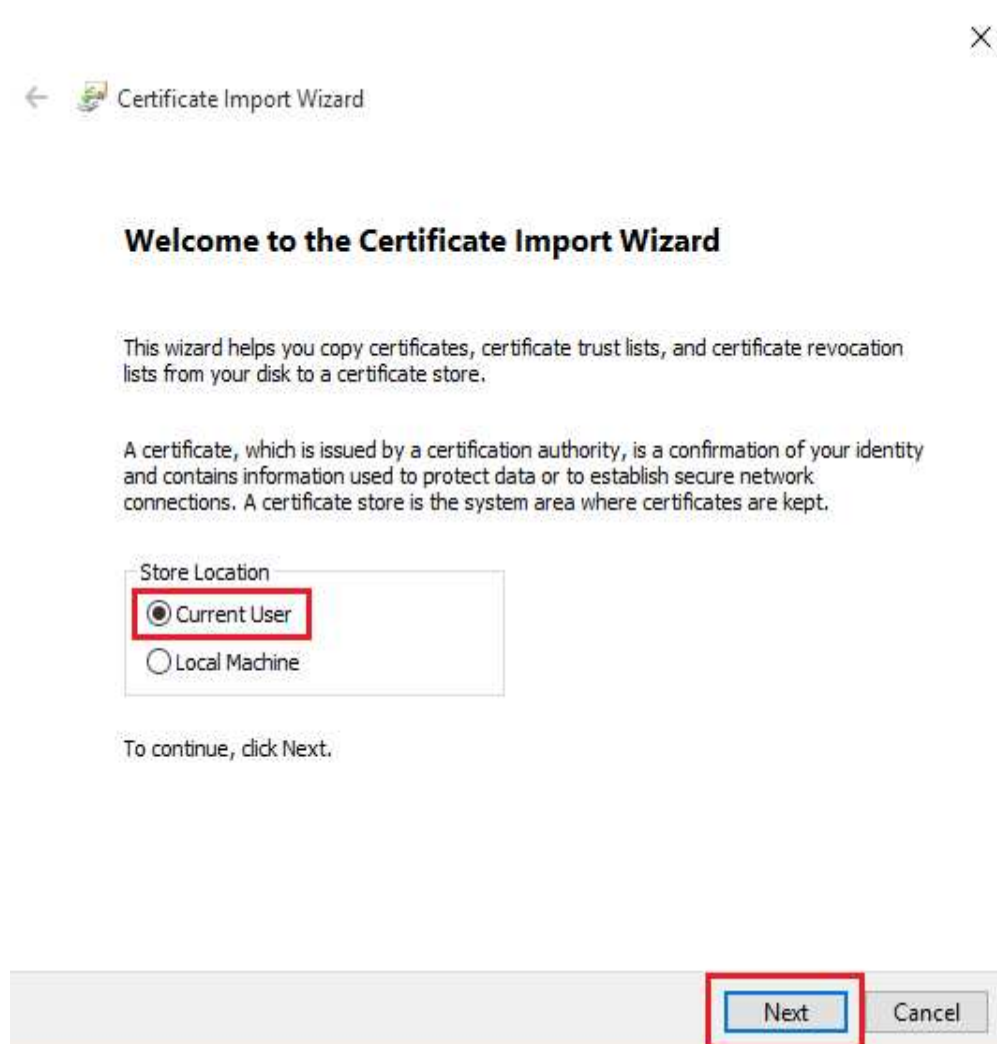 Certificate Import Wizard
Welcome to the Certificate Import Wizard
This wizard helps you copy certificates, certificate trust lists, and certificate revocation
lists from your disk to a certificate store.
A certificate, which is issued by a certification authority, is a confirmation of your identity
and contains information used to protect data or to establish secure network
connections. A certificate store is the system area where certificates are kept.
Store Location
Current User
Local Machine
To continue, click Next.
Next Cancel